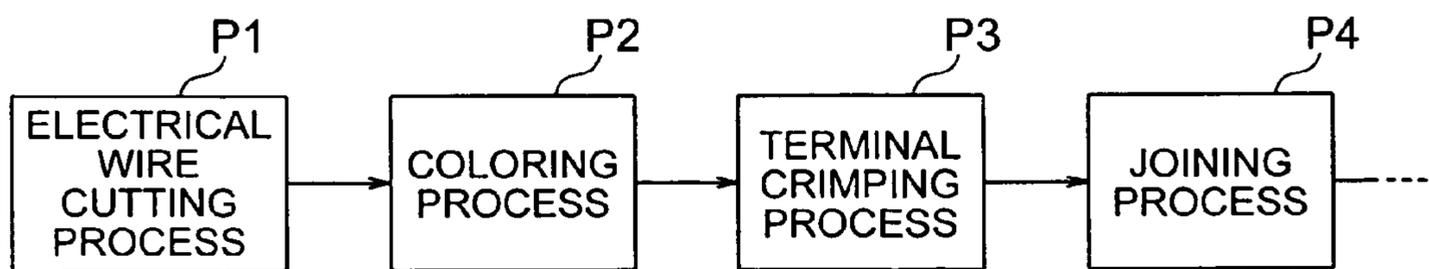 P1
P2
P3
P4
ELECTRICAL
WIRE
CUTTING
PROCESS
COLORING
PROCESS
TERMINAL
CRIMPING
PROCESS
JOINING
PROCESS